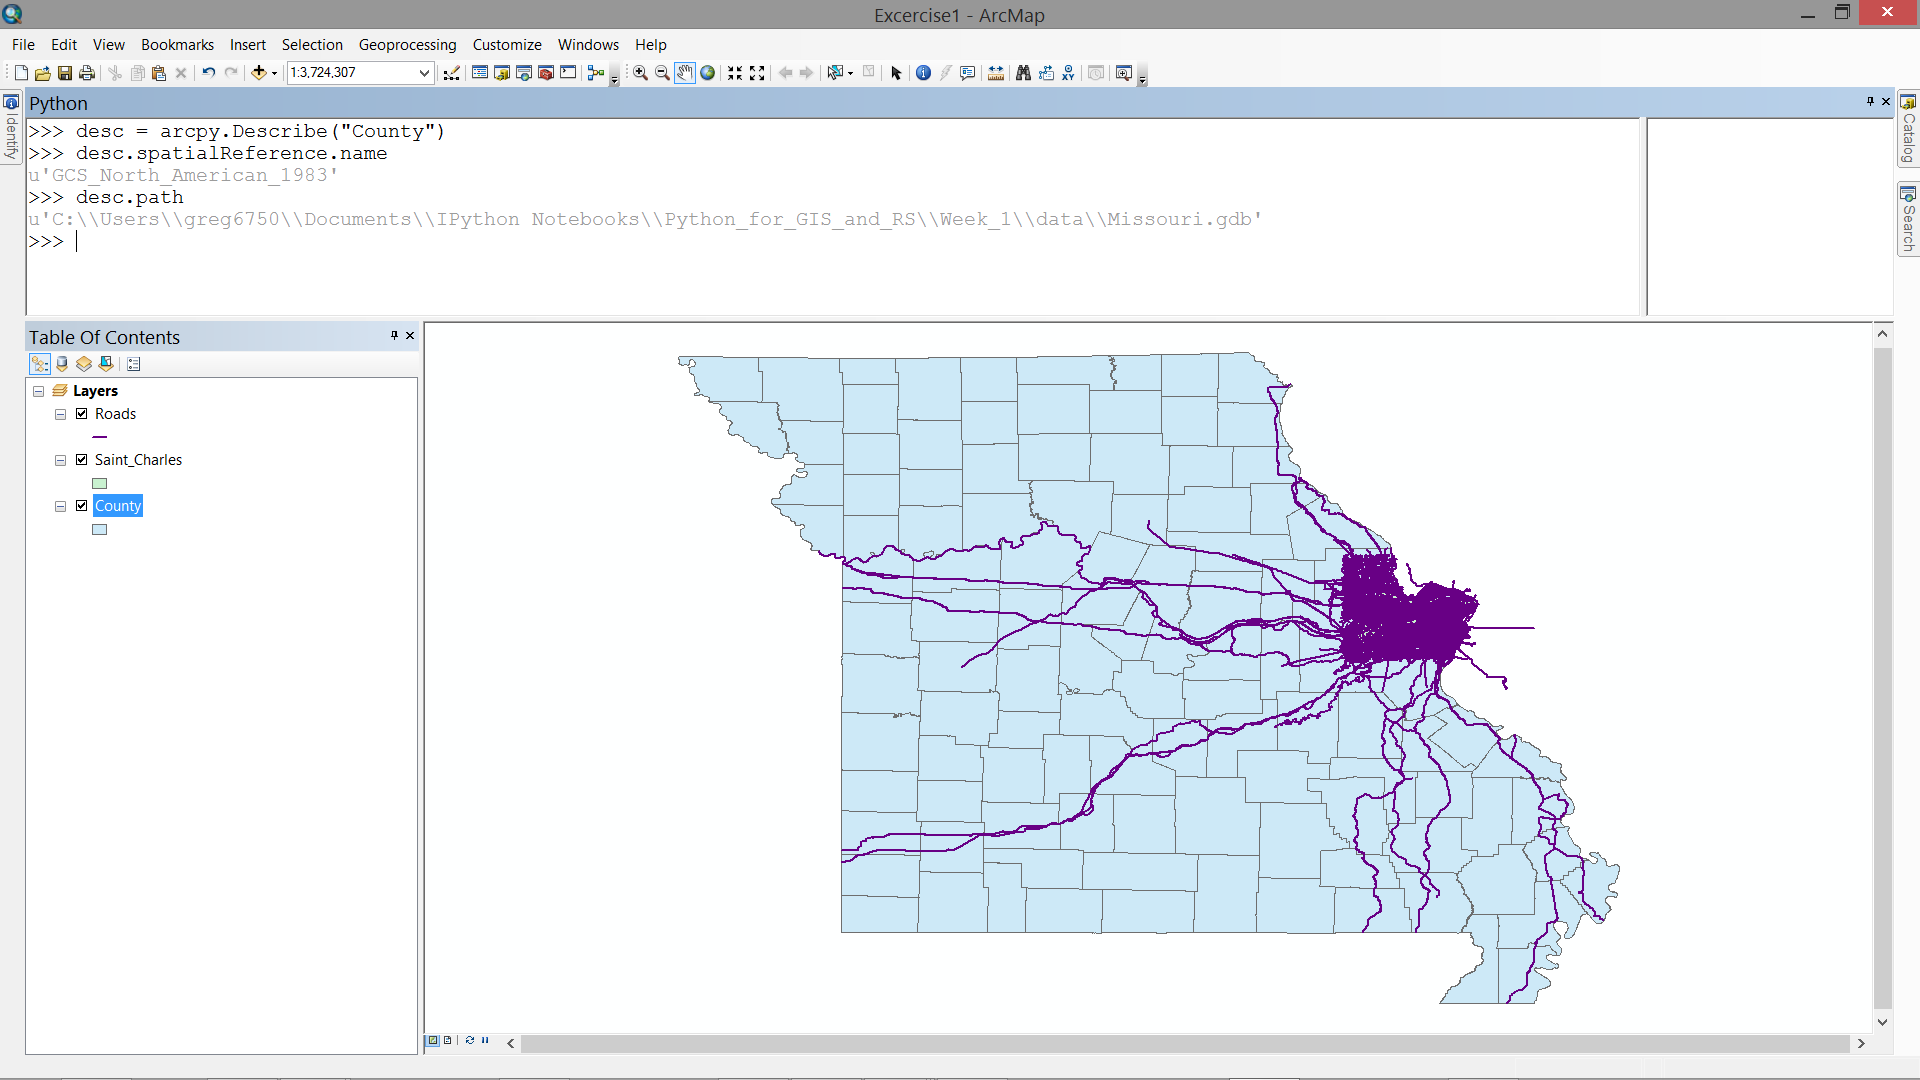 Excercise1 - ArcMap
File Edit View Bookmarks Insert Selection Geoprocessing Customize Windows Help
1:3,724,307
Identify
Python
>>> desc = arcpy.Describe("County")
>>> desc.spatialReference.name
u'GCS_North_American_1983'
>>> desc.path
u'C:\\Users\\greg6750\\Documents\\IPython Notebooks\\Python_for_GIS_and_RS\\Week_1\\data\\Missouri.gdb'
>>>
Catalog
Search
Table Of Contents
Layers
Roads
Saint_Charles
County